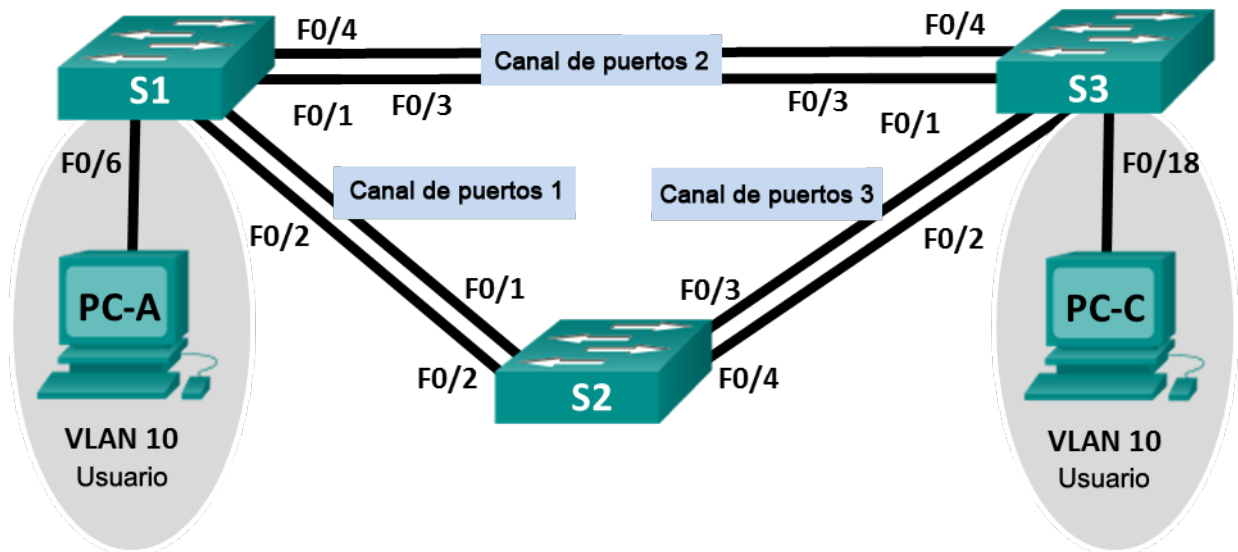 F0/4
Canal de puertos 2
F0/4
S1
S3
F0/1
F0/3
F0/3
F0/1
F0/6
F0/18
Canal de puertos 1
Canal de puertos 3
F0/2
F0/2
PC-A
F0/1
F0/3
PC-C
F0/2
S2
F0/4
VLAN 10
Usuario
VLAN 10
Usuario